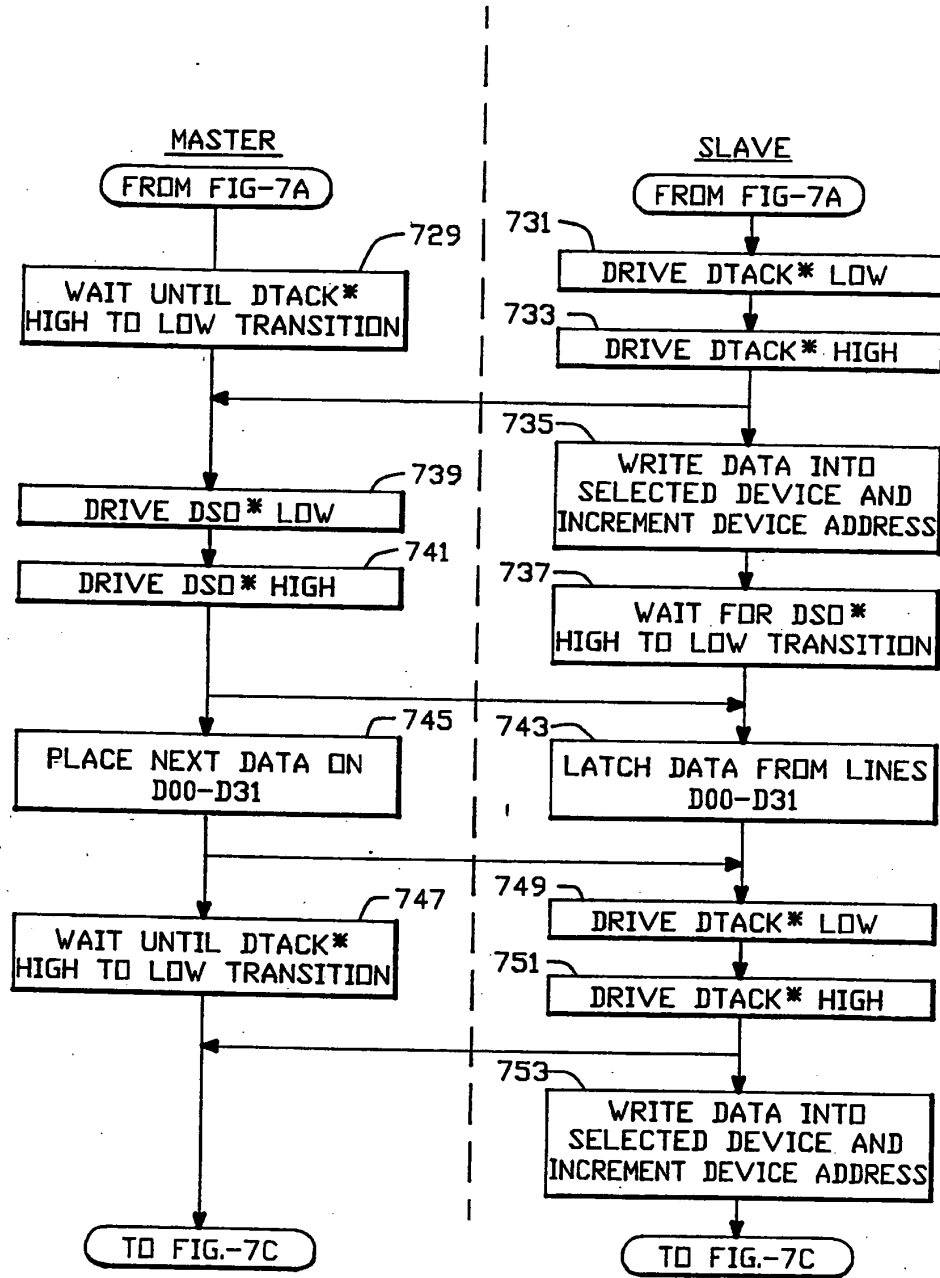 MASTER
FROM FIG-7A
729
WAIT UNTIL DTACK*
HIGH TO LOW TRANSITION
739
DRIVE DSO* LOW
741
DRIVE DSO* HIGH
745
PLACE NEXT DATA ON
D00-D31
747
WAIT UNTIL DTACK*
HIGH TO LOW TRANSITION
TO FIG.-7C
SLAVE
FROM FIG-7A
731
DRIVE DTACK* LOW
733
DRIVE DTACK* HIGH
735
WRITE DATA INTO
SELECTED DEVICE AND
INCREMENT DEVICE ADDRESS
737
WAIT FOR DSO*
HIGH TO LOW TRANSITION
743
LATCH DATA FROM LINES
D00-D31
749
DRIVE DTACK* LOW
751
DRIVE DTACK* HIGH
753
WRITE DATA INTO
SELECTED DEVICE AND
INCREMENT DEVICE ADDRESS
TO FIG.-7C